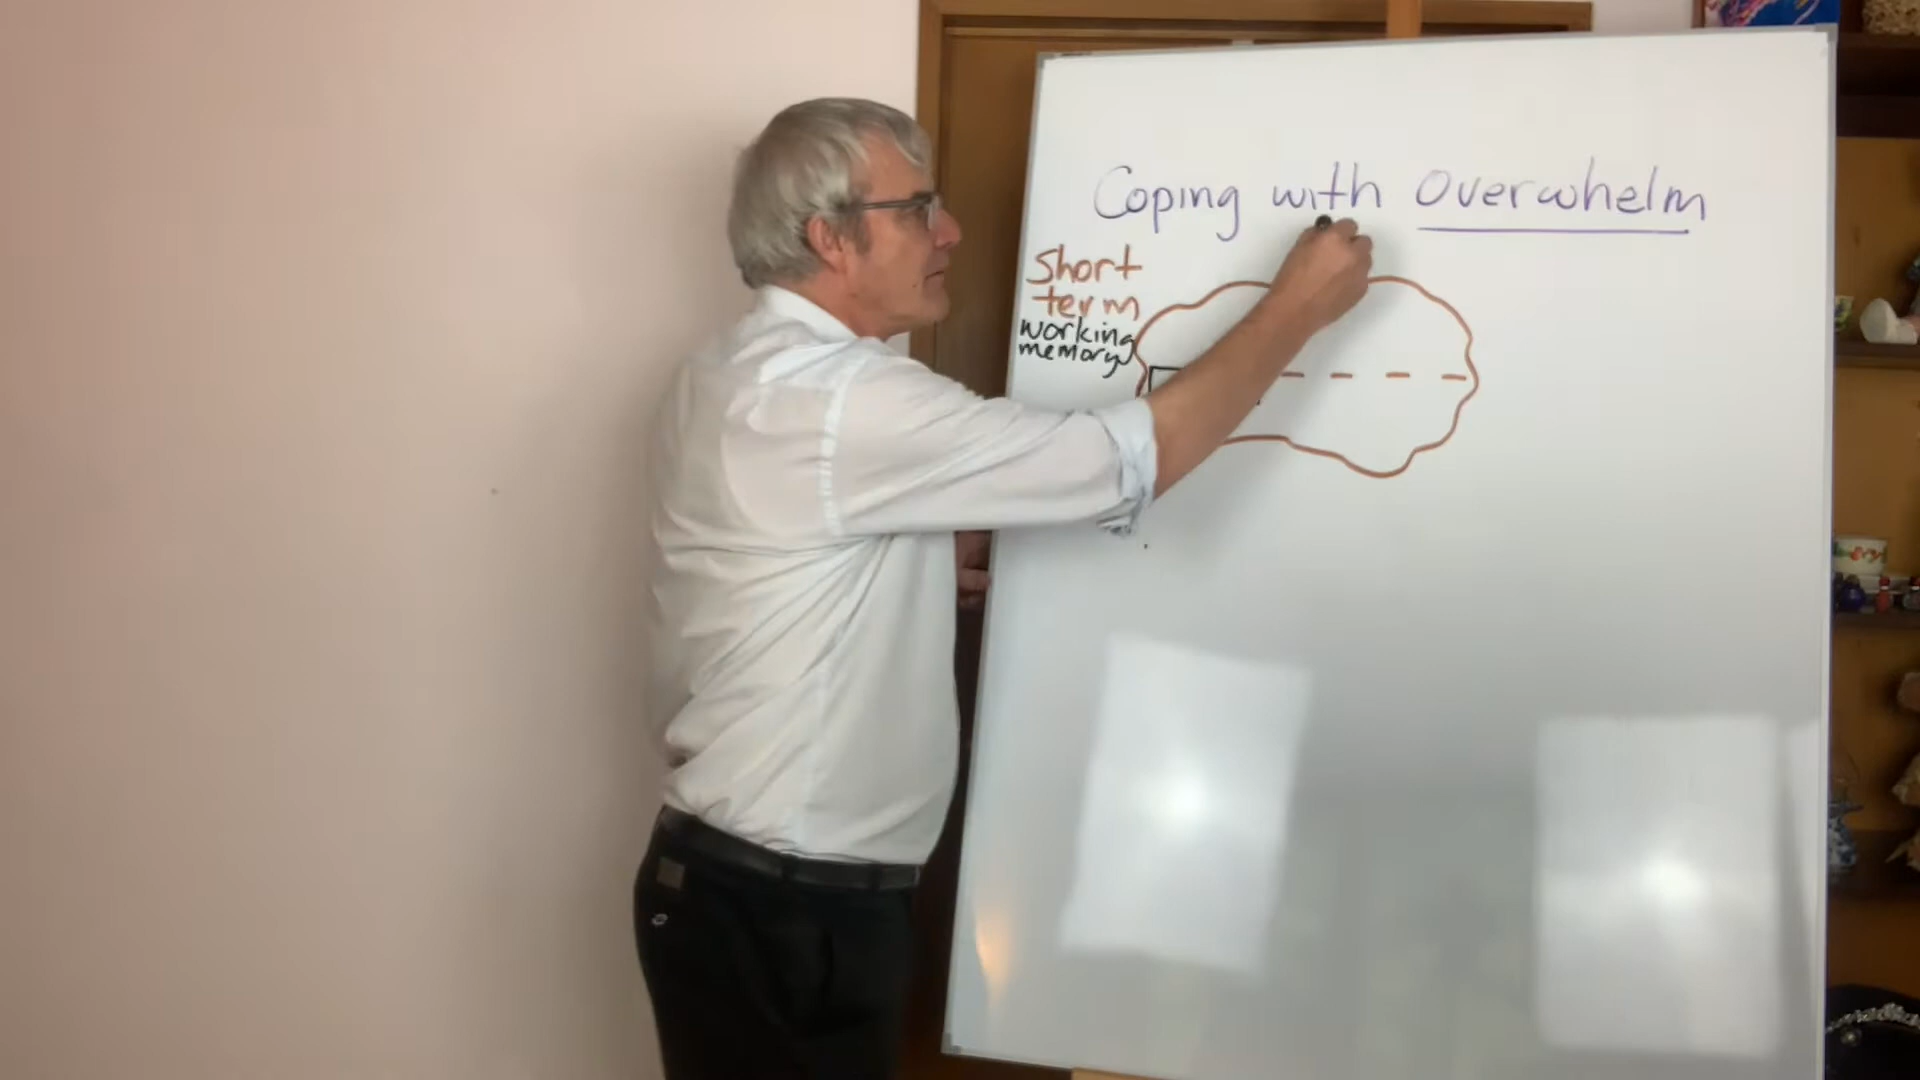 Coping with Overwhelm
Short
term
working
memory